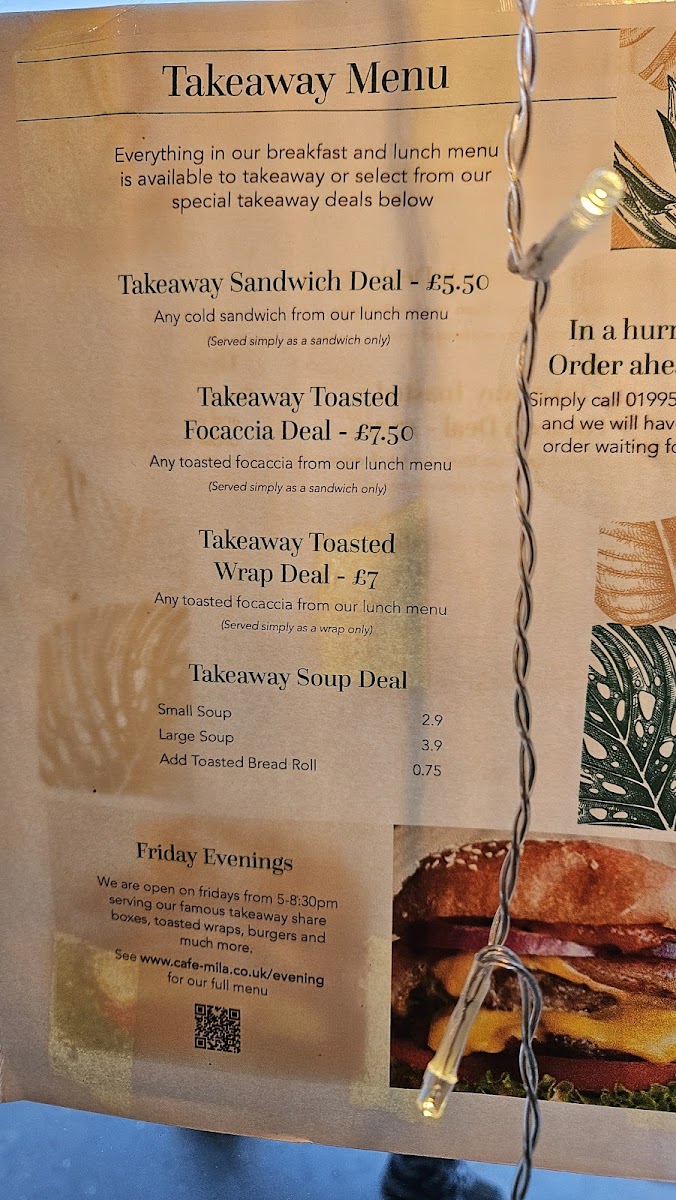 Takeaway Menu
Everything in our breakfast and lunch menu
is available to takeaway or select from our
special takeaway deals below
Takeaway Sandwich Deal - £5.50
Any cold sandwich from our lunch menu
(Served simply as a sandwich only)
Takeaway Toasted
Focaccia Deal - £7.50
Any toasted focaccia from our lunch menu
(Served simply as a sandwich only)
Takeaway Toasted
Wrap Deal - £7
Any toasted focaccia from our lunch menu
(Served simply as a wrap only)
Takeaway Soup Deal
Small Soup 2.9
Large Soup 3.9
Add Toasted Bread Roll 0.75
Friday Evenings
We are open on fridays from 5-8:30pm
serving our famous takeaway share
boxes, toasted wraps, burgers and
much more.
See www.cafe-mila.co.uk/evening
for our full menu
In a hurr
Order ahe
Simply call 01995
and we will hav
order waiting fo